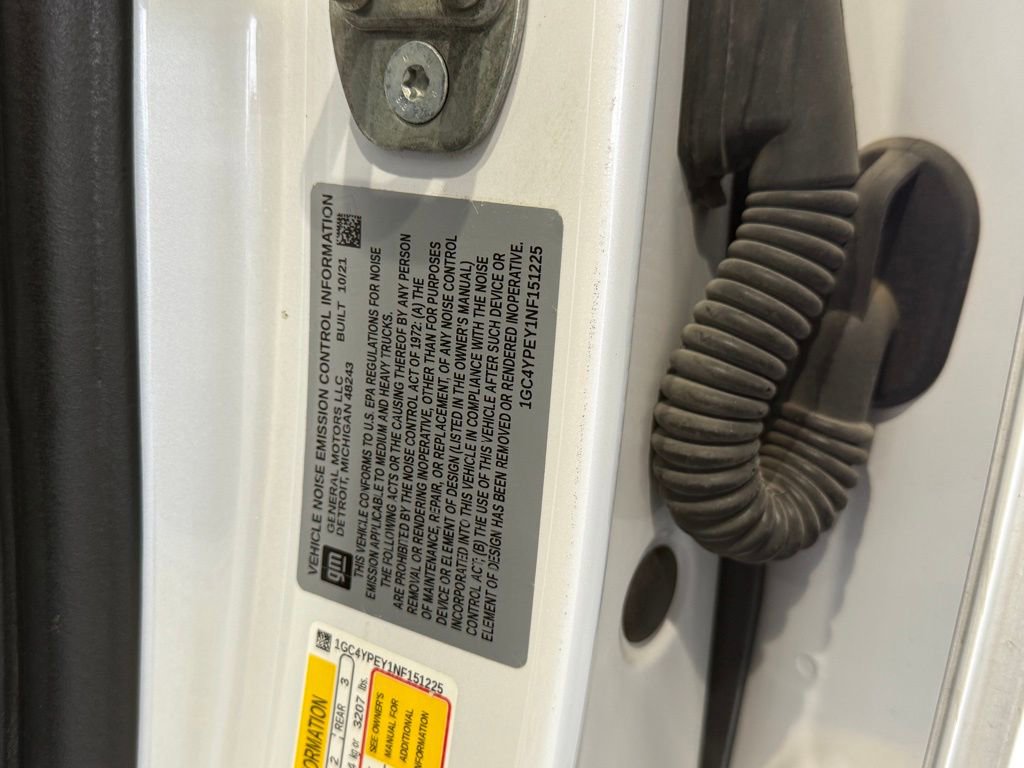 VEHICLE NOISE EMISSION CONTROL INFORMATION
gm
GENERAL MOTORS LLC BUILT 10/21
DETROIT, MICHIGAN 48243
THIS VEHICLE CONFORMS TO U.S. EPA REGULATIONS FOR NOISE
EMISSION APPLICABLE TO MEDIUM AND HEAVY TRUCKS.
THE FOLLOWING ACTS OR THE CAUSING THEREOF BY ANY PERSON
ARE PROHIBITED BY THE NOISE CONTROL ACT OF 1972: (A) THE
REMOVAL OR RENDERING INOPERATIVE, OTHER THAN FOR PURPOSES
OF MAINTENANCE, REPAIR, OR REPLACEMENT, OF ANY NOISE CONTROL
DEVICE OR ELEMENT OF DESIGN (LISTED IN THE OWNER'S MANUAL)
INCORPORATED INTO THIS VEHICLE IN COMPLIANCE WITH THE NOISE
CONTROL ACT; (B) THE USE OF THIS VEHICLE AFTER SUCH DEVICE OR
ELEMENT OF DESIGN HAS BEEN REMOVED OR RENDERED INOPERATIVE.
1GC4YPEY1NF151225
1GC4YPEY1NF151225
2 REAR 3
kg or 3207 lbs.
SEE OWNER'S
MANUAL FOR
ADDITIONAL